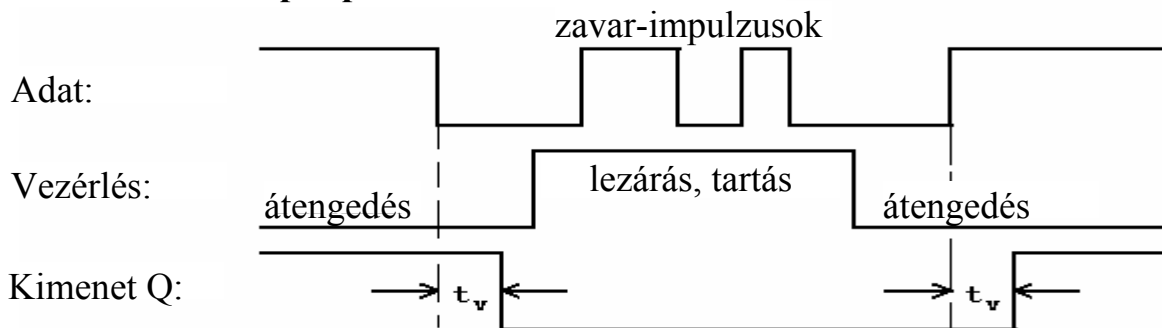 zavar-impulzusok
Adat:
Vezérlés:
lezárás, tartás
átengedés
átengedés
Kimenet Q:
t_v
t_v